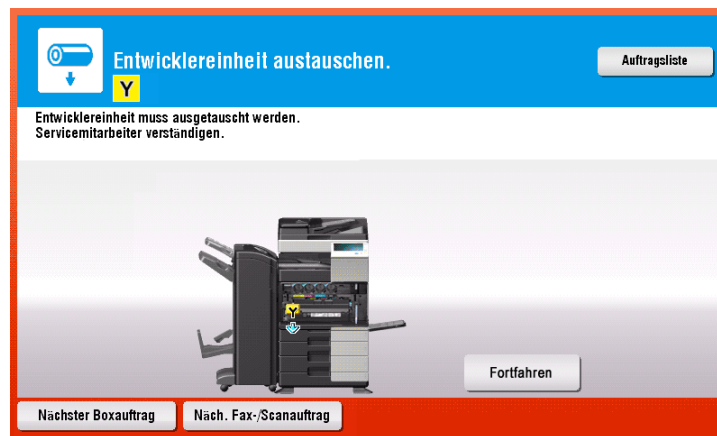 Entwicklereinheit austauschen.
Auftragsliste
Y
Entwicklereinheit muss ausgetauscht werden.
Servicemitarbeiter verständigen.
Y
Fortfahren
Nächster Boxauftrag
Näch. Fax-/Scanauftrag